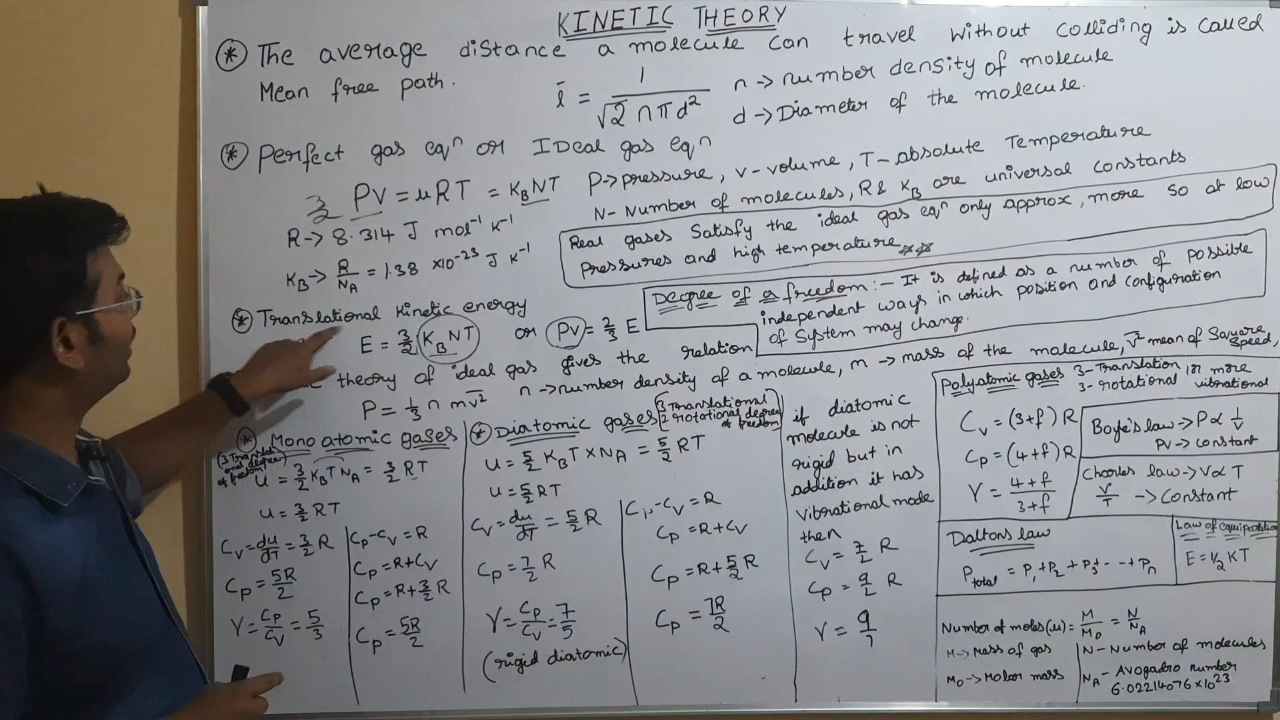 KINETIC THEORY
* The average distance a molecule can travel without colliding is called
Mean free path.
l̄ = 1/√2 nπd²
n -> number density of molecule
d -> Diameter of the molecule.
* Perfect gas eqⁿ or IDeal gas eqⁿ
PV = μRT = K_B NT
P -> pressure, V - volume, T - absolute Temperature
N - Number of molecules, R & K_B are universal constants
R -> 8.314 J mol⁻¹ K⁻¹
K_B -> R/N_A = 1.38 ×10⁻²³ J K⁻¹
Real gases Satisfy the ideal gas eqⁿ only approx, more so at low
pressures and high temperature
* Translational Kinetic energy
E = 3/2 K_B NT or PV = 2/3 E
Degree of a freedom :- It is defined as a number of possible
independent ways in which position and configuration
of System may change.
theory of ideal gas gives the relation
P = 1/3 n m v̄²
n -> number density of a molecule, m -> mass of the molecule, v̄² mean of Square speed,
* Mono atomic gases
(3 Translational degree of freedom)
U = 3/2 K_B T N_A = 3/2 RT
U = 3/2 RT
C_V = du/dT = 3/2 R
C_P = 5R/2
γ = C_P/C_V = 5/3
C_P - C_V = R
C_P = R + C_V
C_P = R + 3/2 R
C_P = 5R/2
* Diatomic gases
3 Translational
2 rotational degree
of freedom
U = 5/2 K_B T × N_A = 5/2 RT
U = 5/2 RT
C_V = du/dT = 5/2 R
C_P = 7/2 R
γ = C_P/C_V = 7/5
(rigid diatomic)
C_P - C_V = R
C_P = R + C_V
C_P = R + 5/2 R
C_P = 7R/2
if diatomic
molecule is not
rigid but in
addition it has
Vibrational mode
then
C_V = 7/2 R
C_P = 9/2 R
γ = 9/7
Polyatomic gases
3 - Translation
3 - rotational
1 or more
vibrational
C_V = (3+f) R
C_P = (4+f) R
γ = 4+f/3+f
Boyle's law -> P ∝ 1/V
PV -> constant
Charles law -> V ∝ T
V/T -> Constant
Daltons law
P_total = P₁ + P₂ + P₃ + - - + Pₙ
Law of equipartition
E = 1/2 KT
Number of moles (μ) = M/M₀ = N/N_A
M -> Mass of gas
M₀ -> Molar mass
N - Number of molecules
N_A - Avogadro number
6.02214076 × 10²³